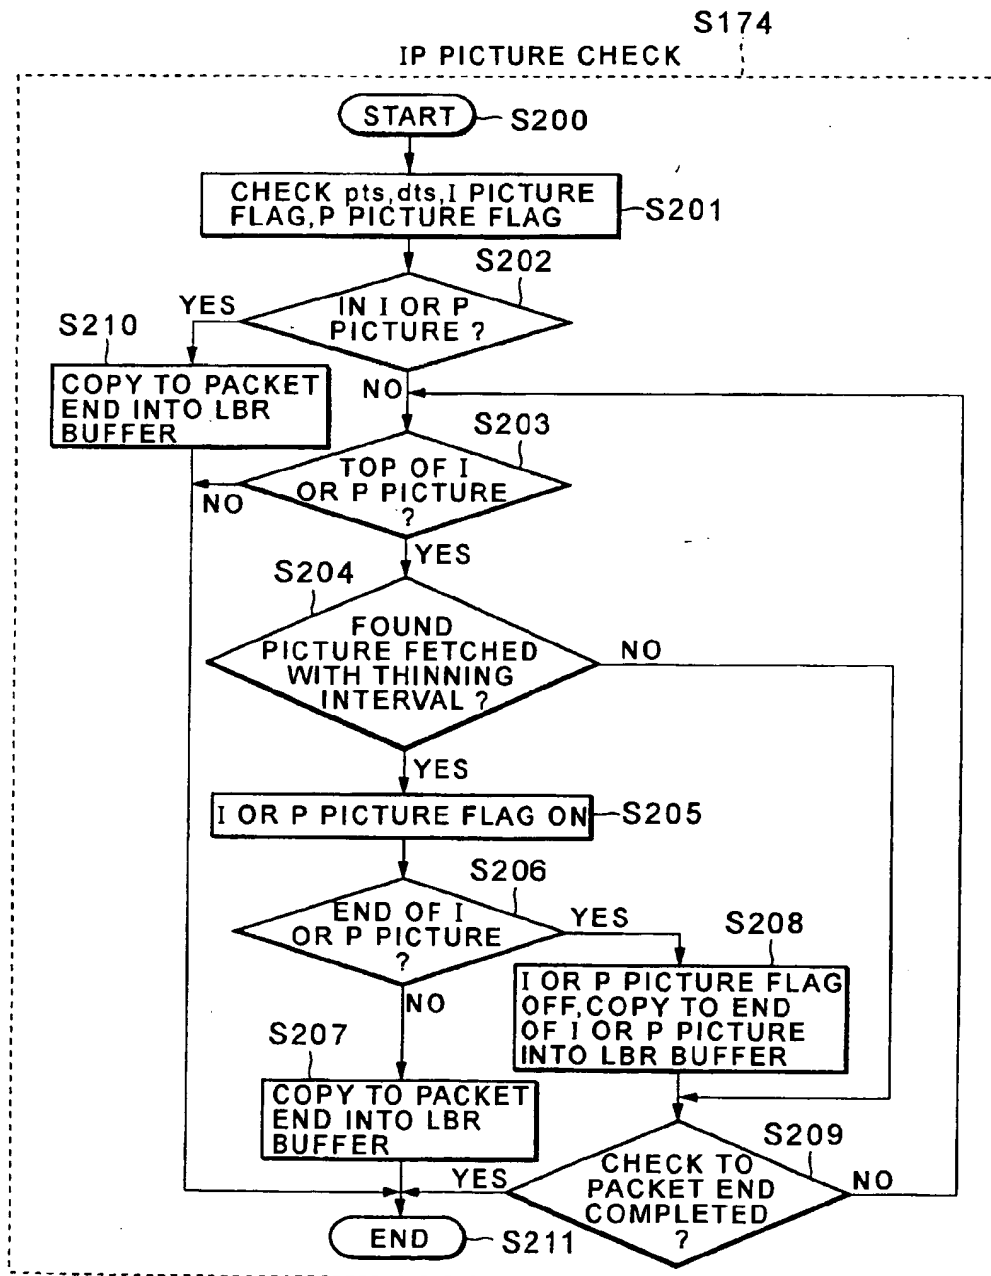 S174
IP PICTURE CHECK
START
S200
CHECK pts,dts,I PICTURE
FLAG,P PICTURE FLAG
S201
S202
IN I OR P
PICTURE ?
YES
NO
S210
COPY TO PACKET
END INTO LBR
BUFFER
S203
TOP OF I
OR P PICTURE
?
NO
YES
S204
FOUND
PICTURE FETCHED
WITH THINNING
INTERVAL ?
NO
YES
I OR P PICTURE FLAG ON
S205
S206
END OF I
OR P PICTURE
?
YES
NO
S208
I OR P PICTURE FLAG
OFF,COPY TO END
OF I OR P PICTURE
INTO LBR BUFFER
S207
COPY TO PACKET
END INTO LBR
BUFFER
S209
CHECK TO
PACKET END
COMPLETED
?
YES
NO
END
S211